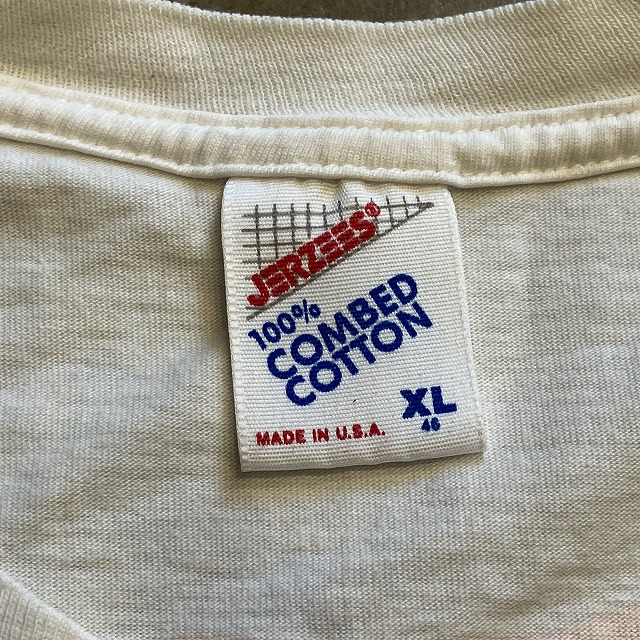 JERZEES®
100%
COMBED
COTTON
XL
46
MADE IN U.S.A.